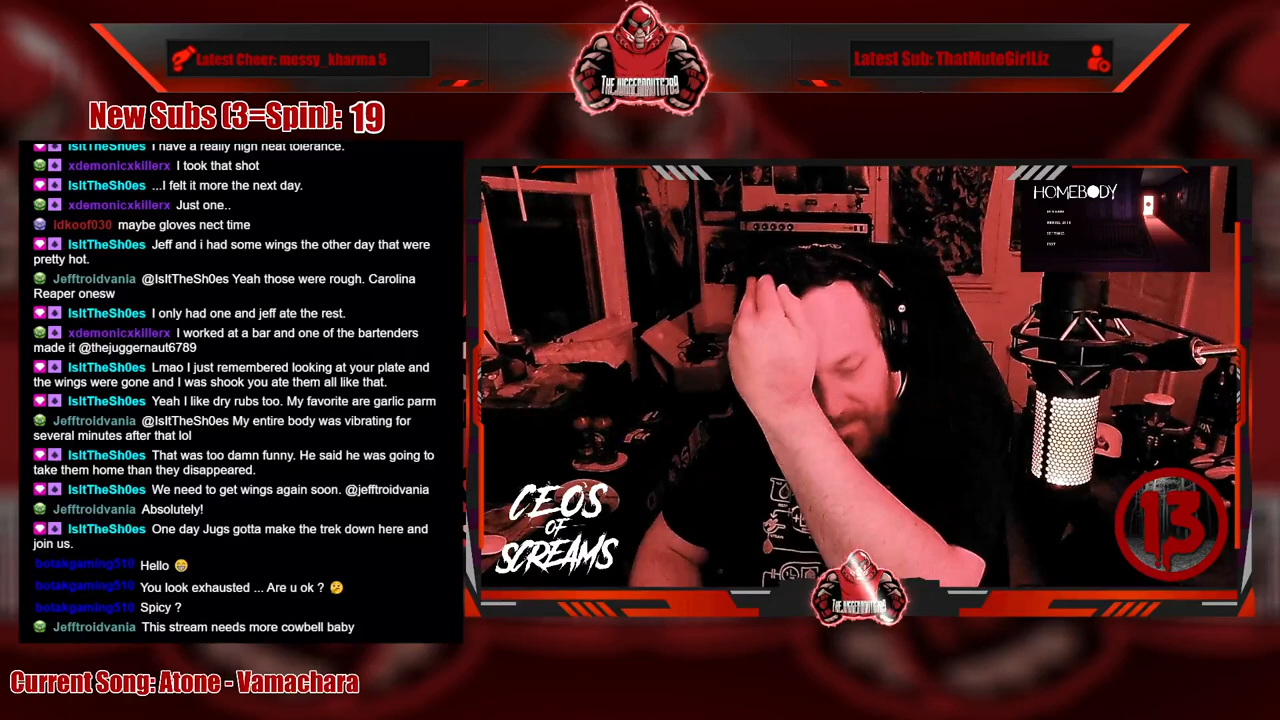 Latest Cheer: messy_kharma 5
THEJUGGERNAUT6789
Latest Sub: ThatMuteGirlLiz
New Subs (3=Spin): 19
IsItTheSh0es I have a really high heat tolerance.
xdemonicxkillerx I took that shot
IsItTheSh0es ...I felt it more the next day.
xdemonicxkillerx Just one..
Idkoof030 maybe gloves nect time
IsItTheSh0es Jeff and i had some wings the other day that were
pretty hot.
Jefftroidvania @IsItTheSh0es Yeah those were rough. Carolina
Reaper onesw
IsItTheSh0es I only had one and jeff ate the rest.
xdemonicxkillerx I worked at a bar and one of the bartenders
made it @thejuggernaut6789
IsItTheSh0es Lmao I just remembered looking at your plate and
the wings were gone and I was shook you ate them all like that.
IsItTheSh0es Yeah I like dry rubs too. My favorite are garlic parm
Jefftroidvania @IsItTheSh0es My entire body was vibrating for
several minutes after that lol
IsItTheSh0es That was too damn funny. He said he was going to
take them home than they disappeared.
IsItTheSh0es We need to get wings again soon. @jefftroidvania
Jefftroidvania Absolutely!
IsItTheSh0es One day Jugs gotta make the trek down here and
join us.
botakgaming510 Hello 😁
botakgaming510 You look exhausted ... Are u ok ? 🤕
botakgaming510 Spicy ?
Jefftroidvania This stream needs more cowbell baby
HOMEBODY
CEOS
OF
SCREAMS
13
THEJUGGERNAUT6789
Current Song: Atone - Vamachara